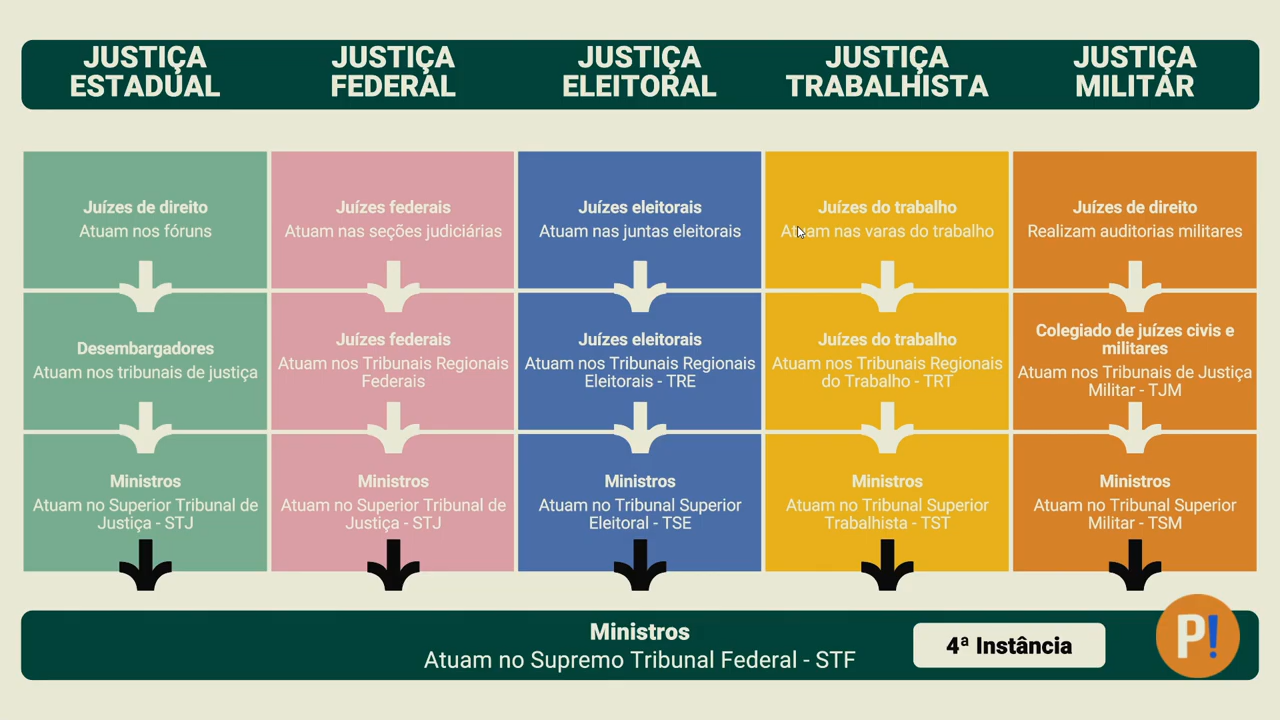 JUSTIÇA
ESTADUAL
JUSTIÇA
FEDERAL
JUSTIÇA
ELEITORAL
JUSTIÇA
TRABALHISTA
JUSTIÇA
MILITAR
Juízes de direito
Atuam nos fóruns
Juízes federais
Atuam nas seções judiciárias
Juízes eleitorais
Atuam nas juntas eleitorais
Juízes do trabalho
Atuam nas varas do trabalho
Juízes de direito
Realizam auditorias militares
Desembargadores
Atuam nos tribunais de justiça
Juízes federais
Atuam nos Tribunais Regionais
Federais
Juízes eleitorais
Atuam nos Tribunais Regionais
Eleitorais - TRE
Juízes do trabalho
Atuam nos Tribunais Regionais
do Trabalho - TRT
Colegiado de juízes civis e
militares
Atuam nos Tribunais de Justiça
Militar - TJM
Ministros
Atuam no Superior Tribunal de
Justiça - STJ
Ministros
Atuam no Superior Tribunal de
Justiça - STJ
Ministros
Atuam no Tribunal Superior
Eleitoral - TSE
Ministros
Atuam no Tribunal Superior
Trabalhista - TST
Ministros
Atuam no Tribunal Superior
Militar - TSM
Ministros
Atuam no Supremo Tribunal Federal - STF
4ª Instância
P!